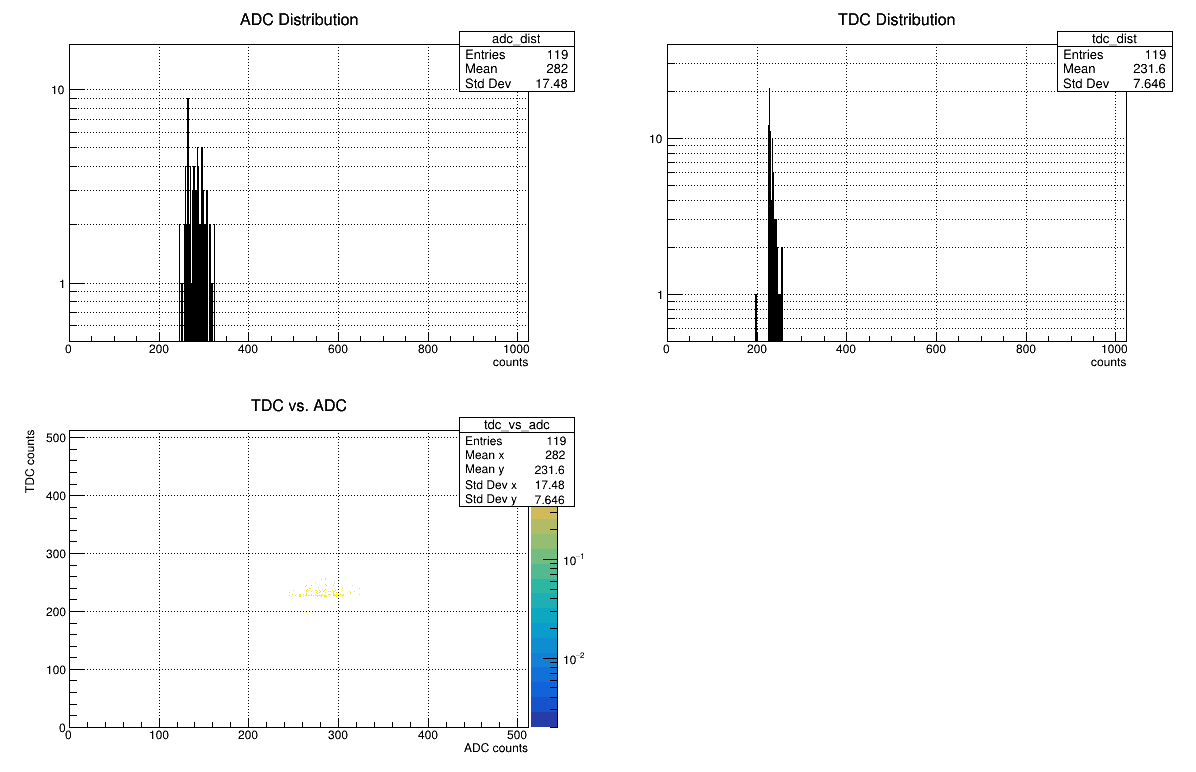 ADC Distribution
adc_dist
Entries 119
Mean 282
Std Dev 17.48
10
1
0 200 400 600 800 1000
counts
TDC Distribution
tdc_dist
Entries 119
Mean 231.6
Std Dev 7.646
10
1
0 200 400 600 800 1000
counts
TDC vs. ADC
tdc_vs_adc
Entries 119
Mean x 282
Mean y 231.6
Std Dev x 17.48
Std Dev y 7.646
TDC counts
500
400
300
200
100
0
0 100 200 300 400 500
ADC counts
10⁻¹
10⁻²